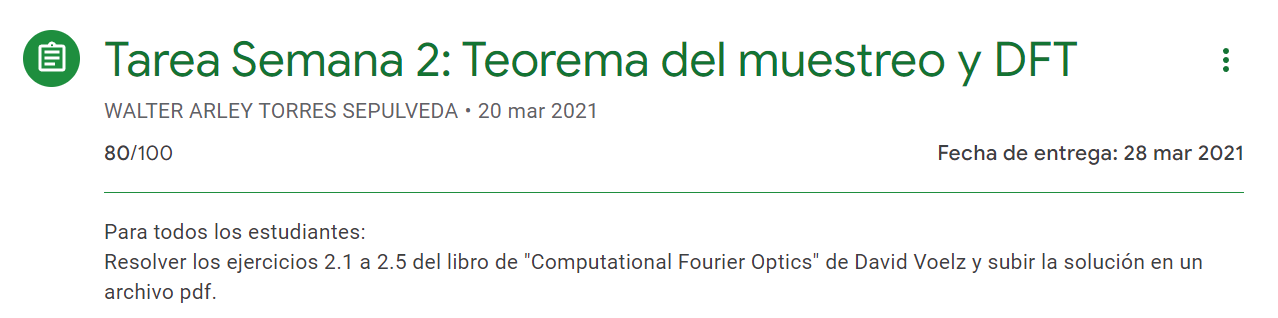 Tarea Semana 2: Teorema del muestreo y DFT
WALTER ARLEY TORRES SEPULVEDA • 20 mar 2021
80/100
Fecha de entrega: 28 mar 2021
Para todos los estudiantes:
Resolver los ejercicios 2.1 a 2.5 del libro de "Computational Fourier Optics" de David Voelz y subir la solución en un
archivo pdf.